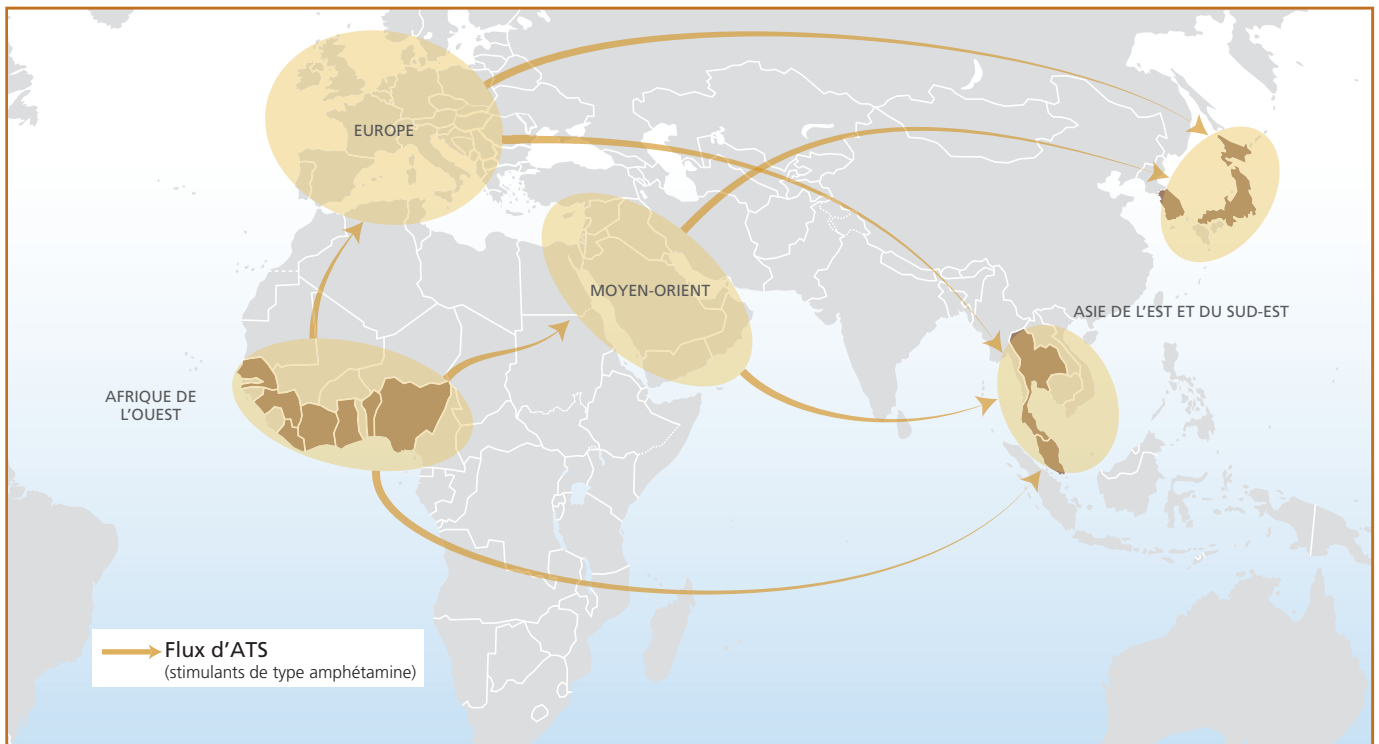 EUROPE
MOYEN-ORIENT
ASIE DE L’EST ET DU SUD-EST
AFRIQUE DE
L’OUEST
Flux d’ATS
(stimulants de type amphétamine)